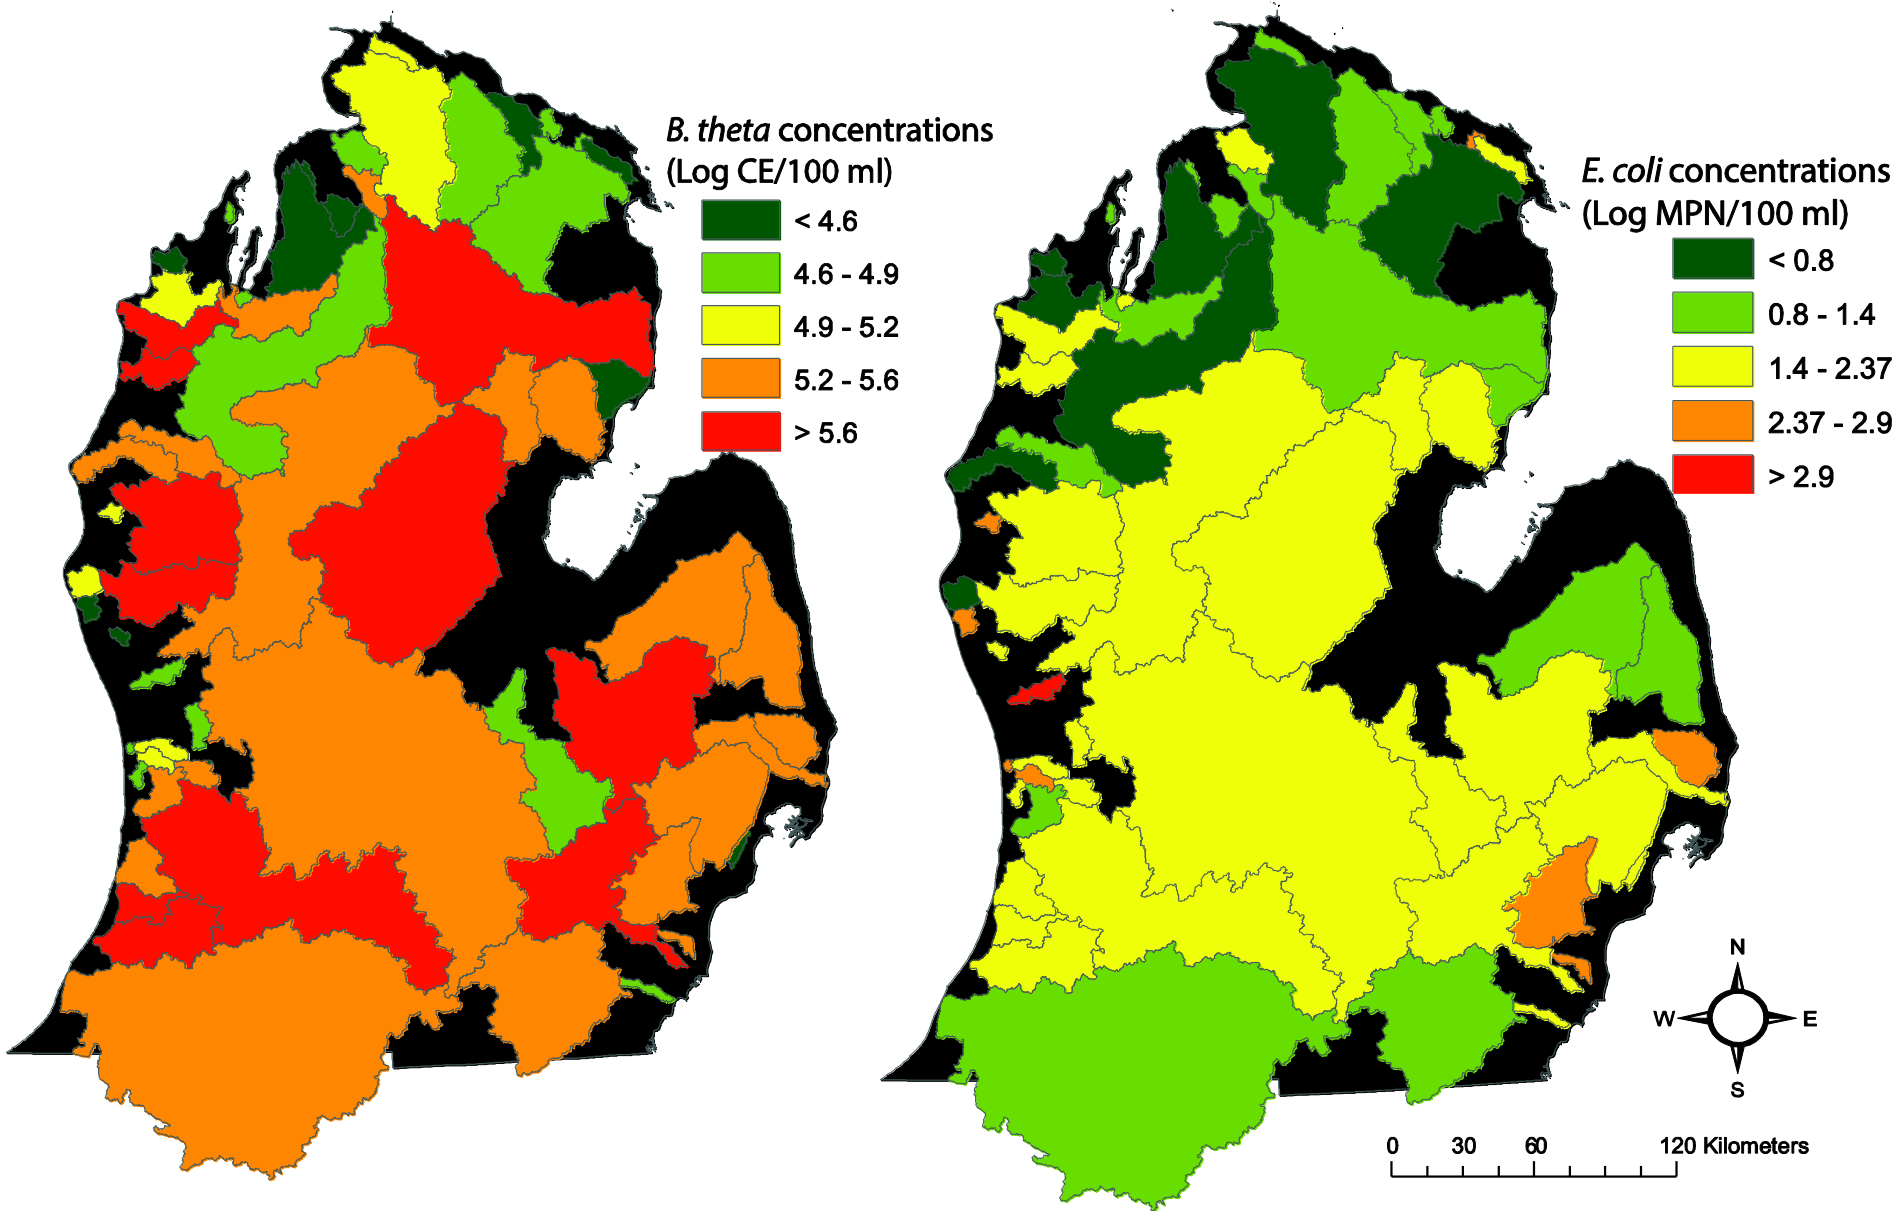 B. theta concentrations
(Log CE/100 ml)
< 4.6
4.6 - 4.9
4.9 - 5.2
5.2 - 5.6
> 5.6
E. coli concentrations
(Log MPN/100 ml)
< 0.8
0.8 - 1.4
1.4 - 2.37
2.37 - 2.9
> 2.9
N
W E
S
0 30 60 120 Kilometers